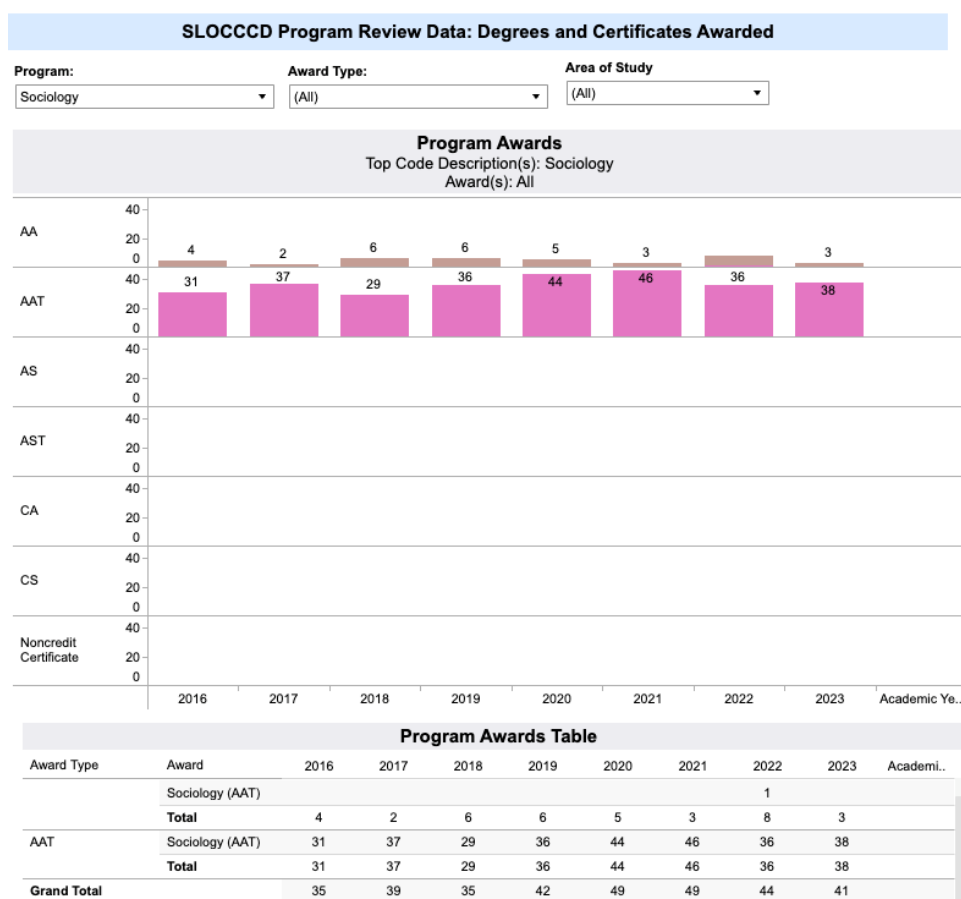 SLOCCCD Program Review Data: Degrees and Certificates Awarded
Program: Award Type: Area of Study
Sociology (All) (All)
Program Awards
Top Code Description(s): Sociology
Award(s): All
AA
40
20
0
4 2 6 6 5 3 3
AAT
40
20
0
31 37 29 36 44 46 36 38
AS
40
20
0
AST
40
20
0
CA
40
20
0
CS
40
20
0
Noncredit
Certificate
40
20
0
2016 2017 2018 2019 2020 2021 2022 2023 Academic Ye..
Program Awards Table
Award Type Award 2016 2017 2018 2019 2020 2021 2022 2023 Academi..
Sociology (AAT) 1
Total 4 2 6 6 5 3 8 3
AAT Sociology (AAT) 31 37 29 36 44 46 36 38
Total 31 37 29 36 44 46 36 38
Grand Total 35 39 35 42 49 49 44 41